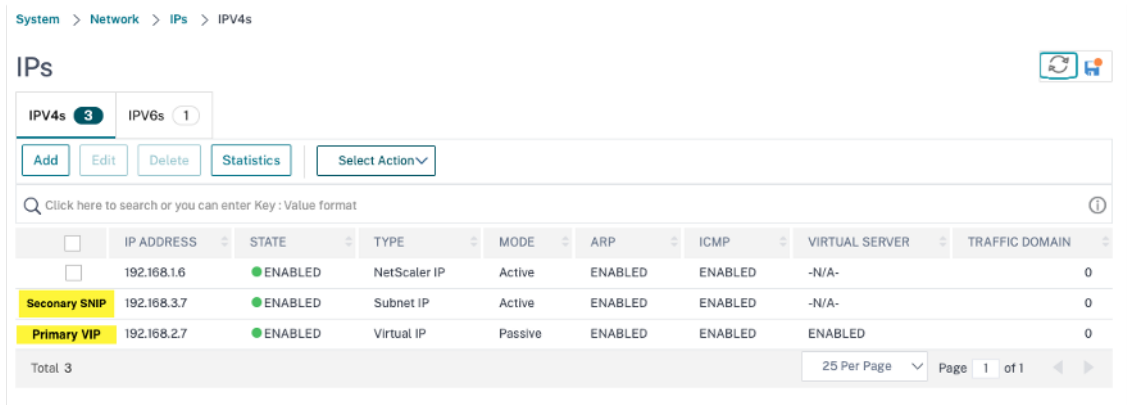 System > Network > IPs > IPV4s
IPs
IPV4s 3 IPV6s 1
Add Edit Delete Statistics Select Action
Click here to search or you can enter Key : Value format
IP ADDRESS STATE TYPE MODE ARP ICMP VIRTUAL SERVER TRAFFIC DOMAIN
192.168.1.6 ENABLED NetScaler IP Active ENABLED ENABLED -N/A- 0
Seconary SNIP 192.168.3.7 ENABLED Subnet IP Active ENABLED ENABLED -N/A- 0
Primary VIP 192.168.2.7 ENABLED Virtual IP Passive ENABLED ENABLED ENABLED 0
Total 3 25 Per Page Page 1 of 1